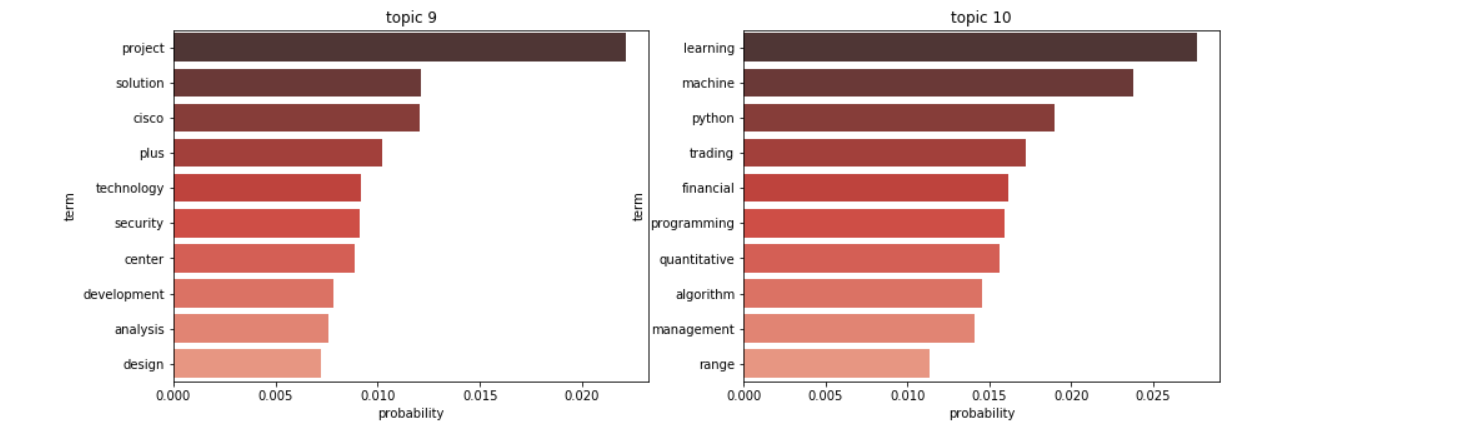 topic 9
project
solution
cisco
plus
technology
security
center
development
analysis
design
term
0.000 0.005 0.010 0.015 0.020
probability
topic 10
learning
machine
python
trading
financial
programming
quantitative
algorithm
management
range
term
0.000 0.005 0.010 0.015 0.020 0.025
probability